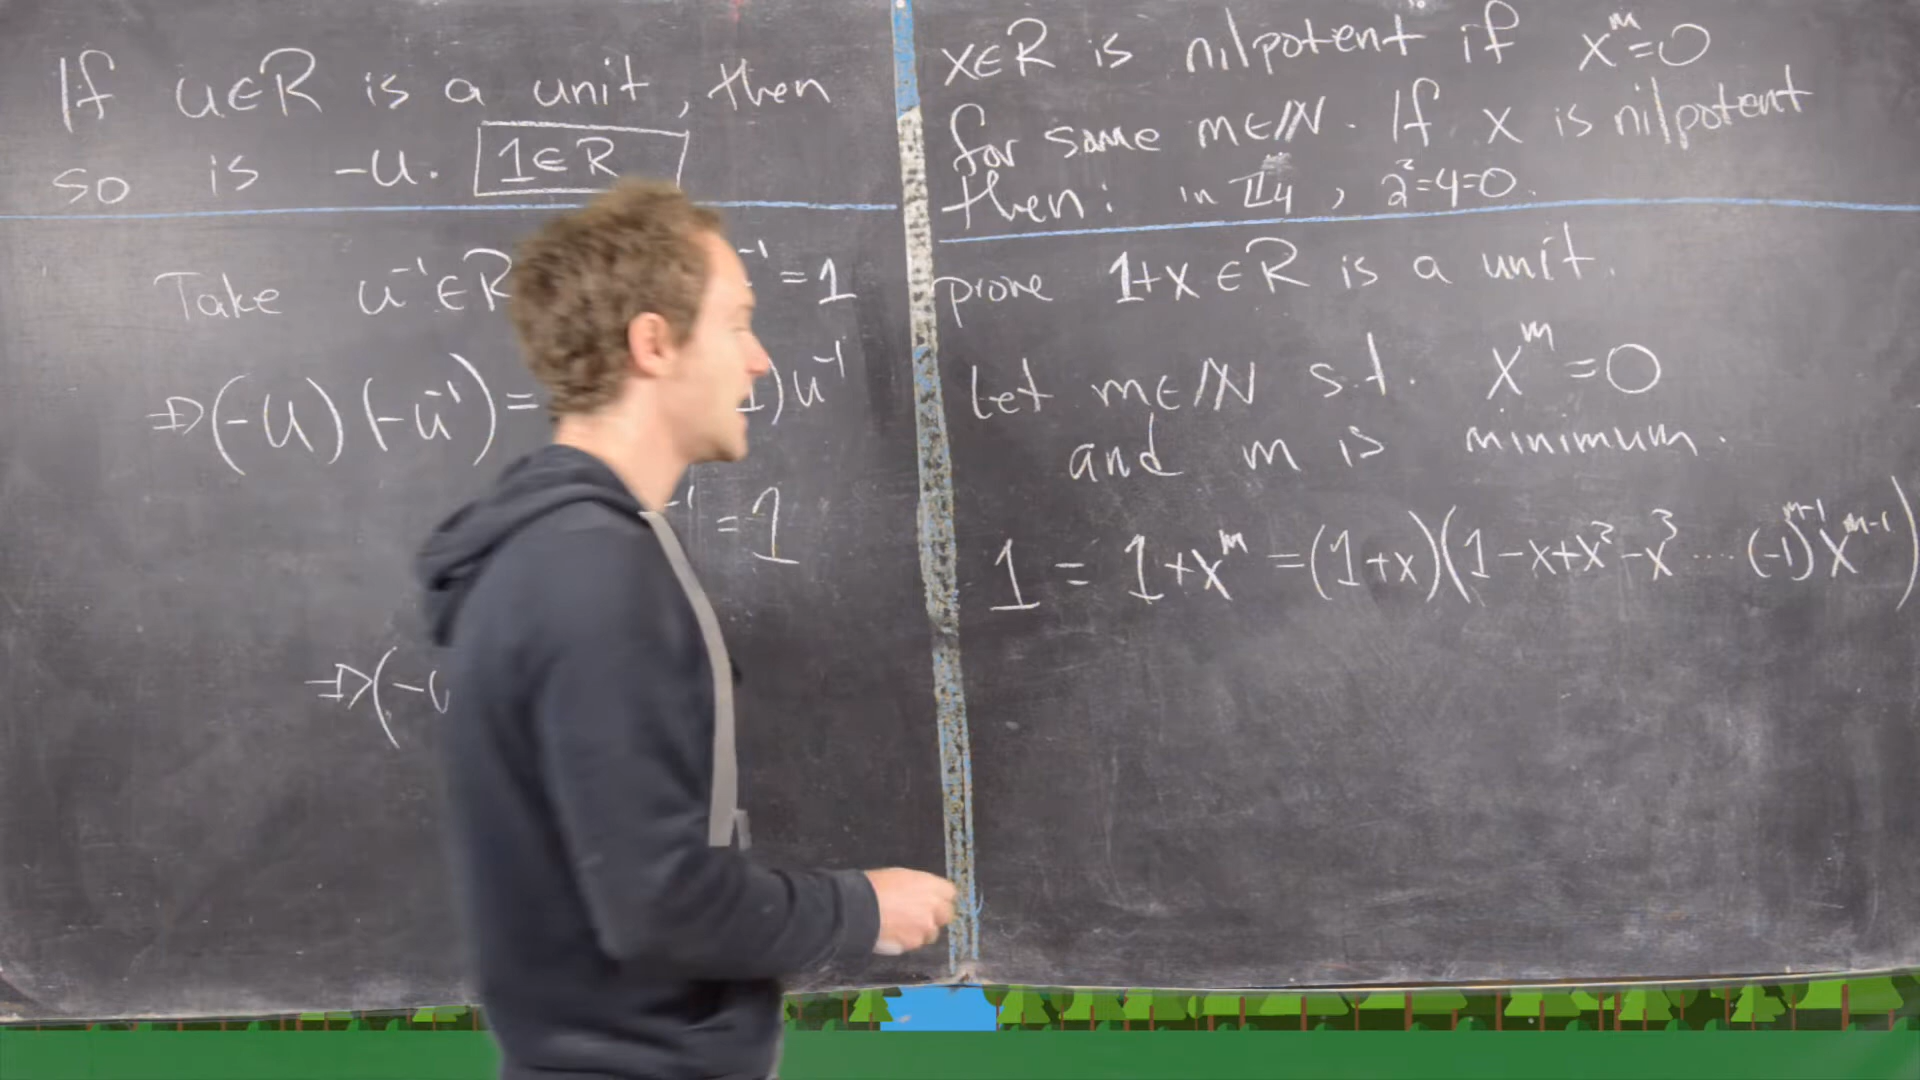 If u∈R is a unit, then
so is -u. 1∈R
Take u⁻¹∈R ⁻¹=1
⇒(-u)(-u⁻¹)= 1)u⁻¹
⁻¹=1
⇒(-u
x∈R is nilpotent if xᵐ=0
for some m∈ℕ. If x is nilpotent
then: in ℤ4, 2²=4=0.
prove 1+x∈R is a unit.
Let m∈ℕ s.t. xᵐ=0
and m is minimum.
1 = 1+xᵐ =(1+x)(1-x+x²-x³....(-1)ᵐ⁻¹xᵐ⁻¹)